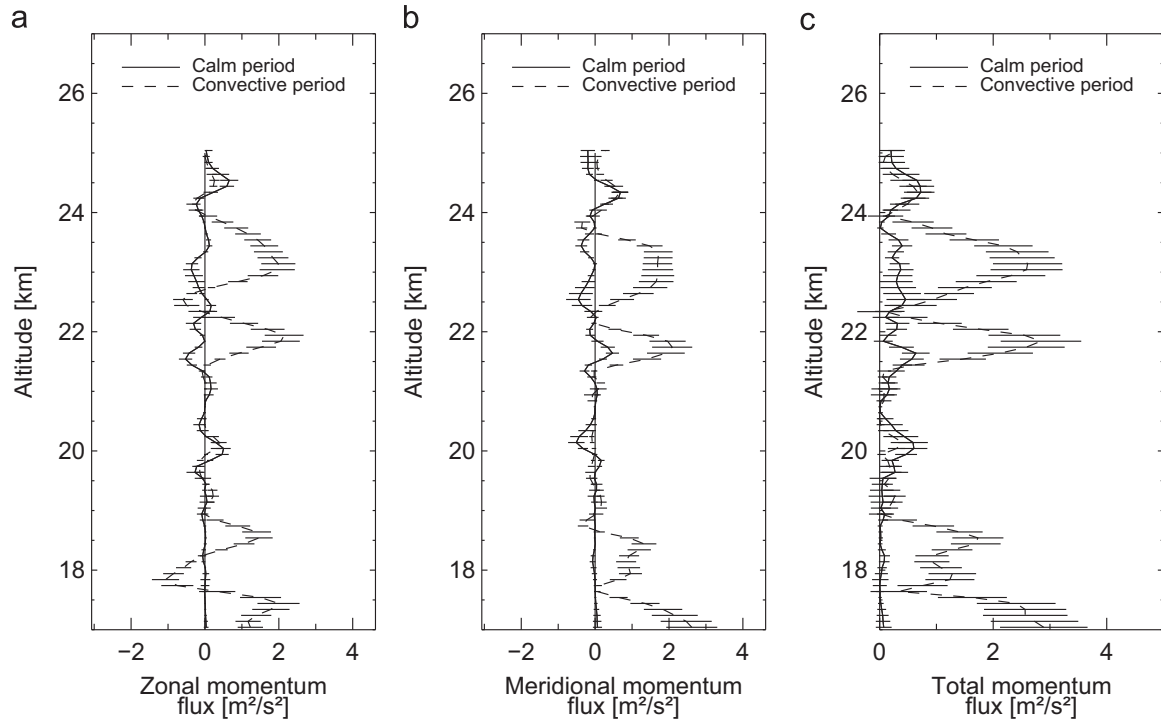 a
Calm period
Convective period
26
24
22
20
18
Altitude [km]
−2 0 2 4
Zonal momentum
flux [m²/s²]
b
Calm period
Convective period
26
24
22
20
18
Altitude [km]
−2 0 2 4
Meridional momentum
flux [m²/s²]
c
Calm period
Convective period
26
24
22
20
18
Altitude [km]
0 2 4
Total momentum
flux [m²/s²]